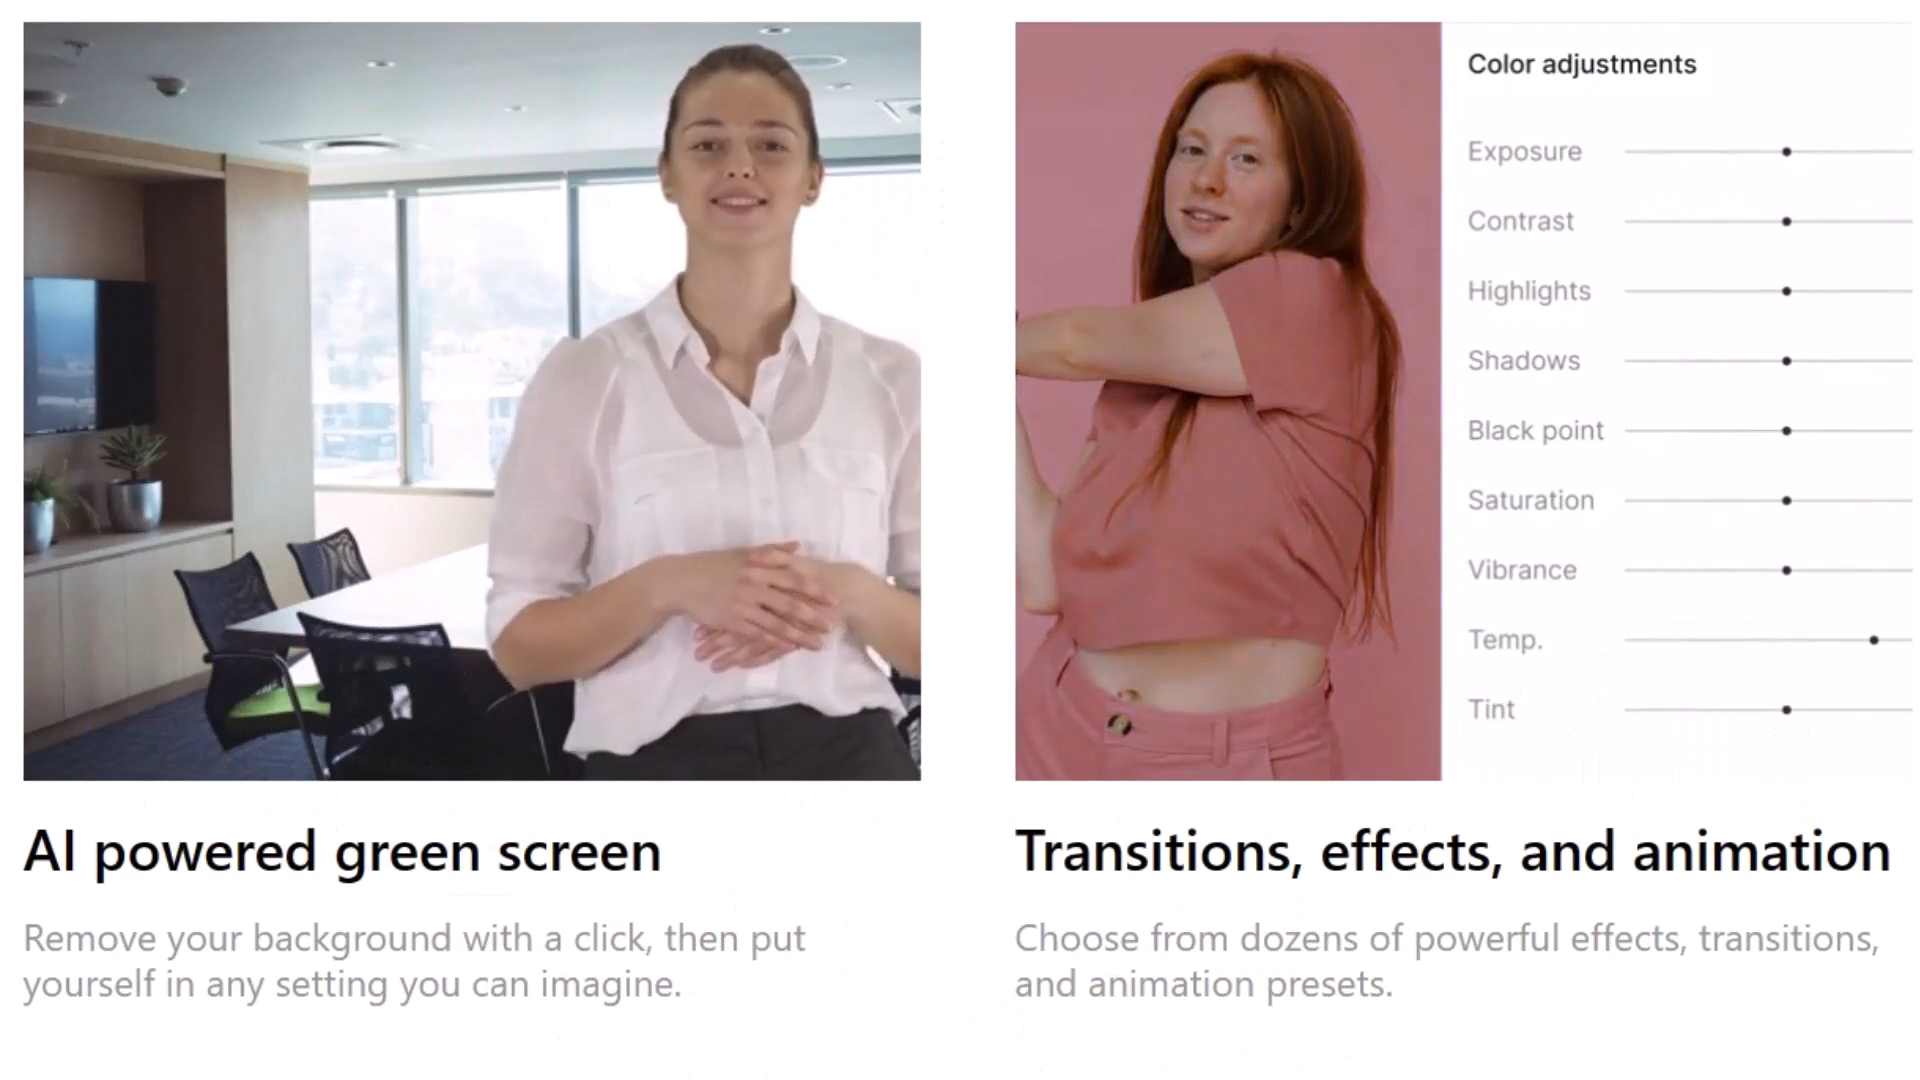 Color adjustments
Exposure
Contrast
Highlights
Shadows
Black point
Saturation
Vibrance
Temp.
Tint
AI powered green screen
Remove your background with a click, then put
yourself in any setting you can imagine.
Transitions, effects, and animation
Choose from dozens of powerful effects, transitions,
and animation presets.